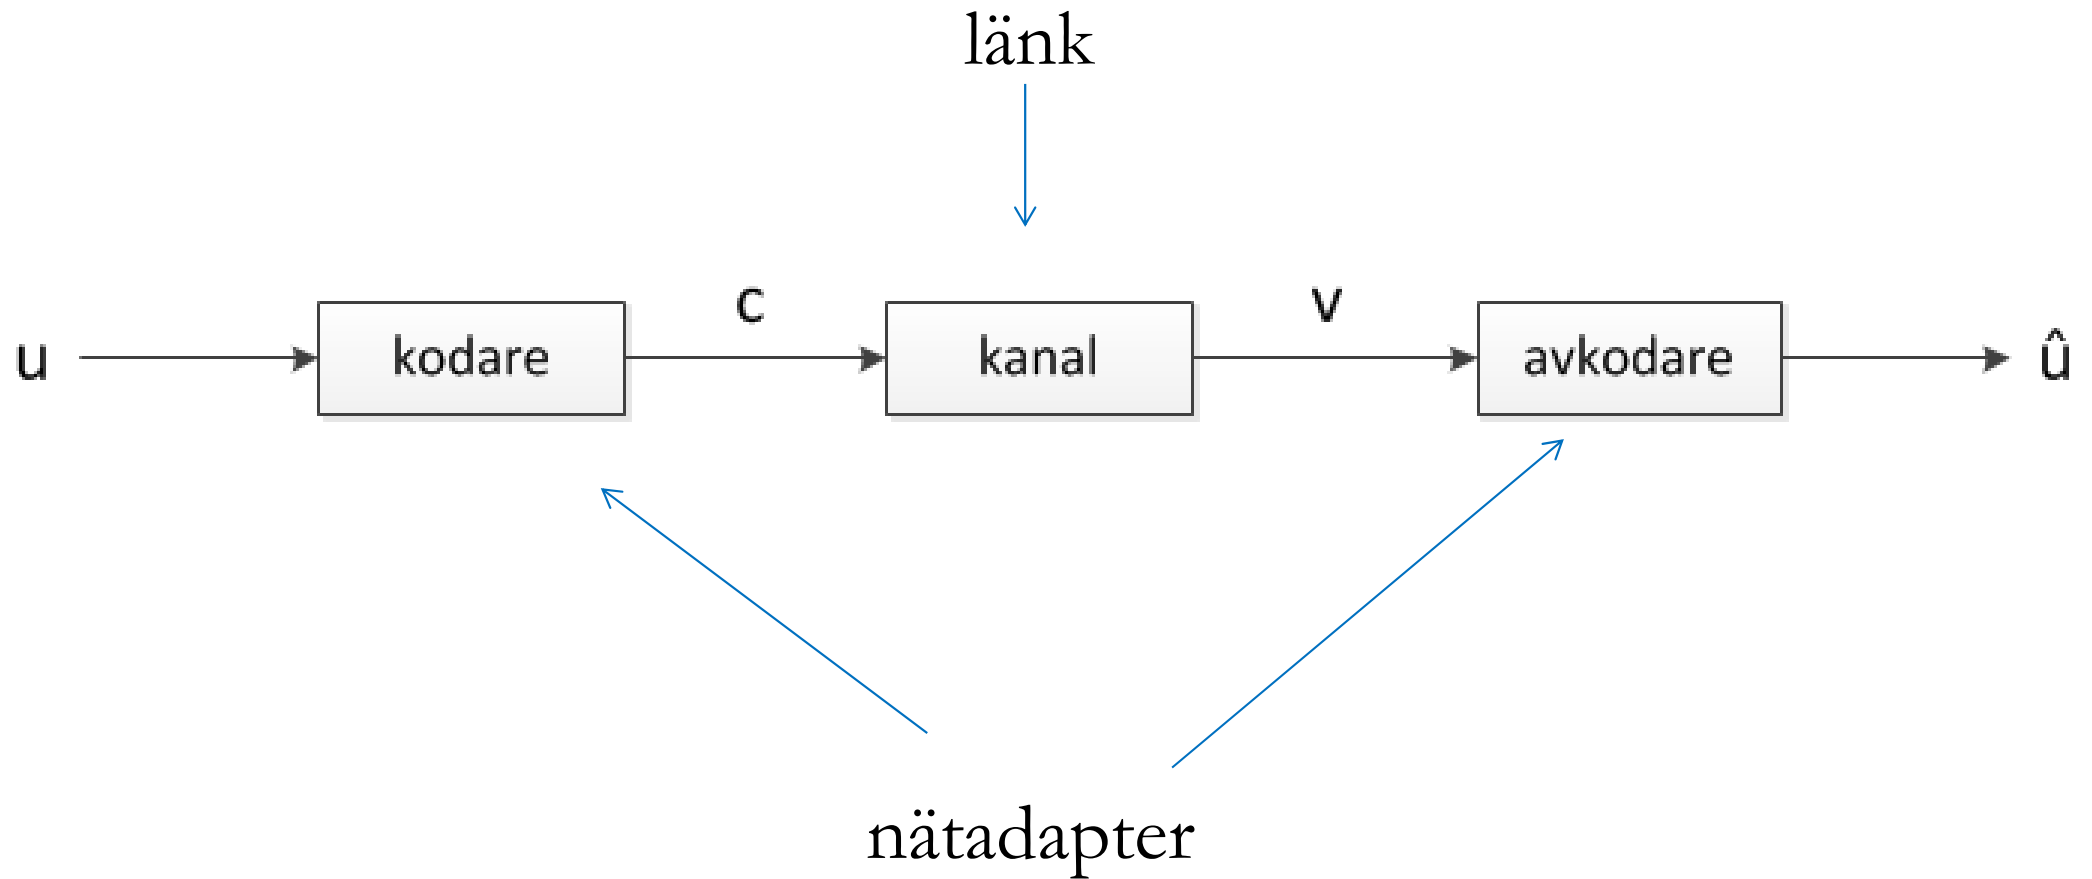 länk
c
v
u
kodare
kanal
avkodare
û
nätadapter